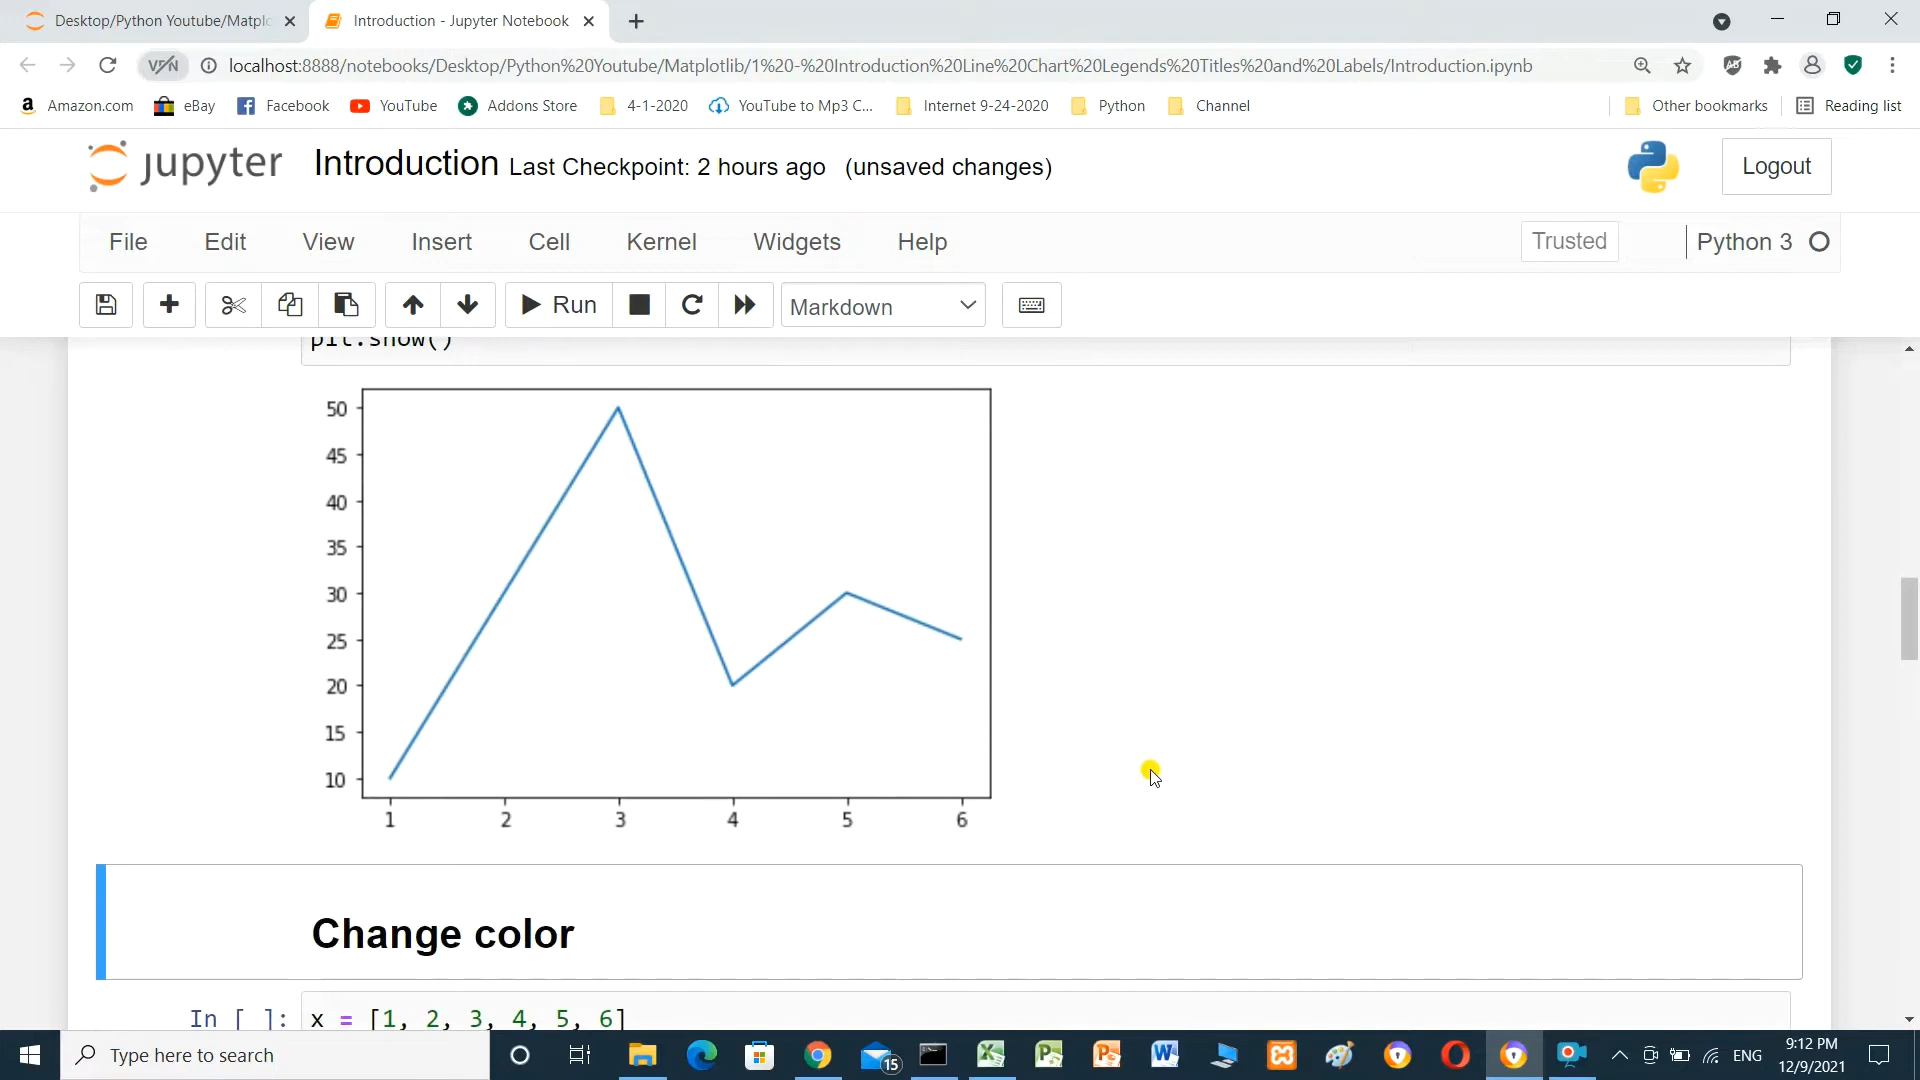 Desktop/Python Youtube/Matplo
Introduction - Jupyter Notebook
VPN
localhost:8888/notebooks/Desktop/Python%20Youtube/Matplotlib/1%20-%20Introduction%20Line%20Chart%20Legends%20Titles%20and%20Labels/Introduction.ipynb
Amazon.com
eBay
Facebook
YouTube
Addons Store
4-1-2020
YouTube to Mp3 C...
Internet 9-24-2020
Python
Channel
Other bookmarks
Reading list
jupyter Introduction Last Checkpoint: 2 hours ago (unsaved changes)
Logout
File Edit View Insert Cell Kernel Widgets Help
Trusted
Python 3
Run
Markdown
plt.show()
50
45
40
35
30
25
20
15
10
1 2 3 4 5 6
Change color
In [ ]: x = [1, 2, 3, 4, 5, 6]
Type here to search
15
ENG
9:12 PM
12/9/2021